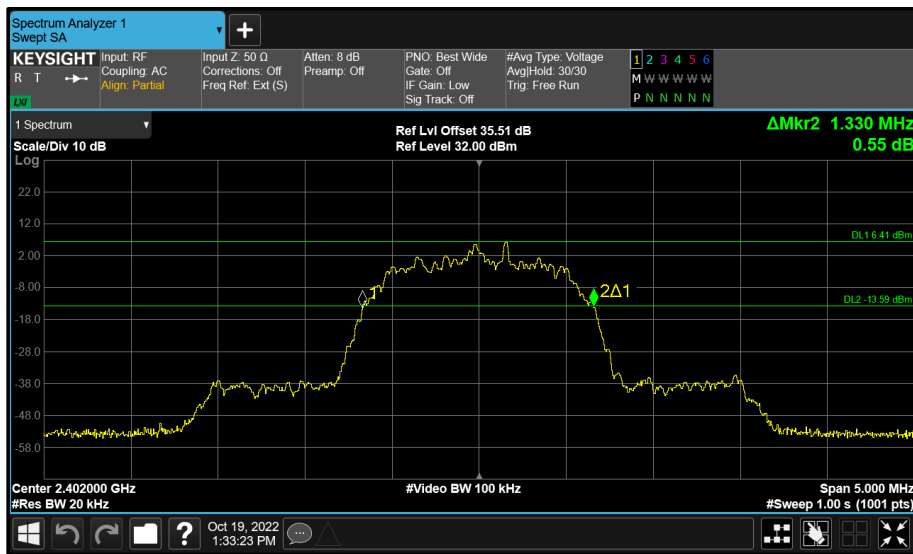 Spectrum Analyzer 1
Swept SA
KEYSIGHT
R T
LXI
Input: RF
Coupling: AC
Align: Partial
Input Z: 50 Ω
Corrections: Off
Freq Ref: Ext (S)
Atten: 8 dB
Preamp: Off
PNO: Best Wide
Gate: Off
IF Gain: Low
Sig Track: Off
#Avg Type: Voltage
Avg|Hold: 30/30
Trig: Free Run
1 2 3 4 5 6
M W W W W W
P N N N N N
1 Spectrum
Scale/Div 10 dB
Log
Ref Lvl Offset 35.51 dB
Ref Level 32.00 dBm
ΔMkr2 1.330 MHz
0.55 dB
22.0
12.0
DL1 6.41 dBm
2.00
-8.00
1
2Δ1
DL2 -13.59 dBm
-18.0
-28.0
-38.0
-48.0
-58.0
Center 2.402000 GHz
#Res BW 20 kHz
#Video BW 100 kHz
Span 5.000 MHz
#Sweep 1.00 s (1001 pts)
?
Oct 19, 2022
1:33:23 PM